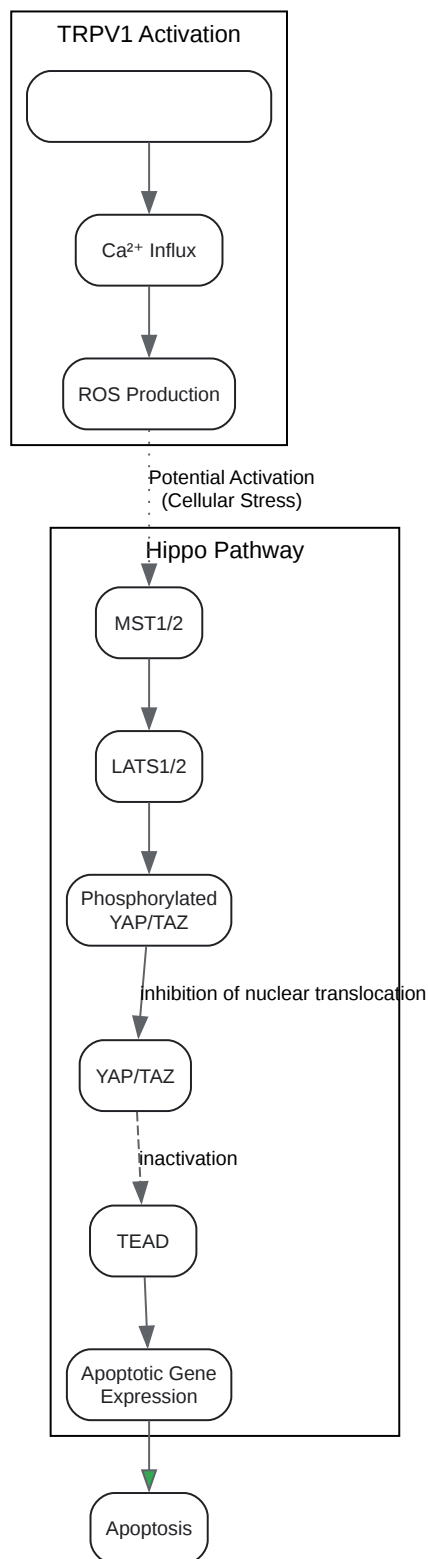 TRPV1 Activation
Ca²⁺ Influx
ROS Production
Potential Activation
(Cellular Stress)
Hippo Pathway
MST1/2
LATS1/2
Phosphorylated
YAP/TAZ
inhibition of nuclear translocation
YAP/TAZ
inactivation
TEAD
Apoptotic Gene
Expression
Apoptosis